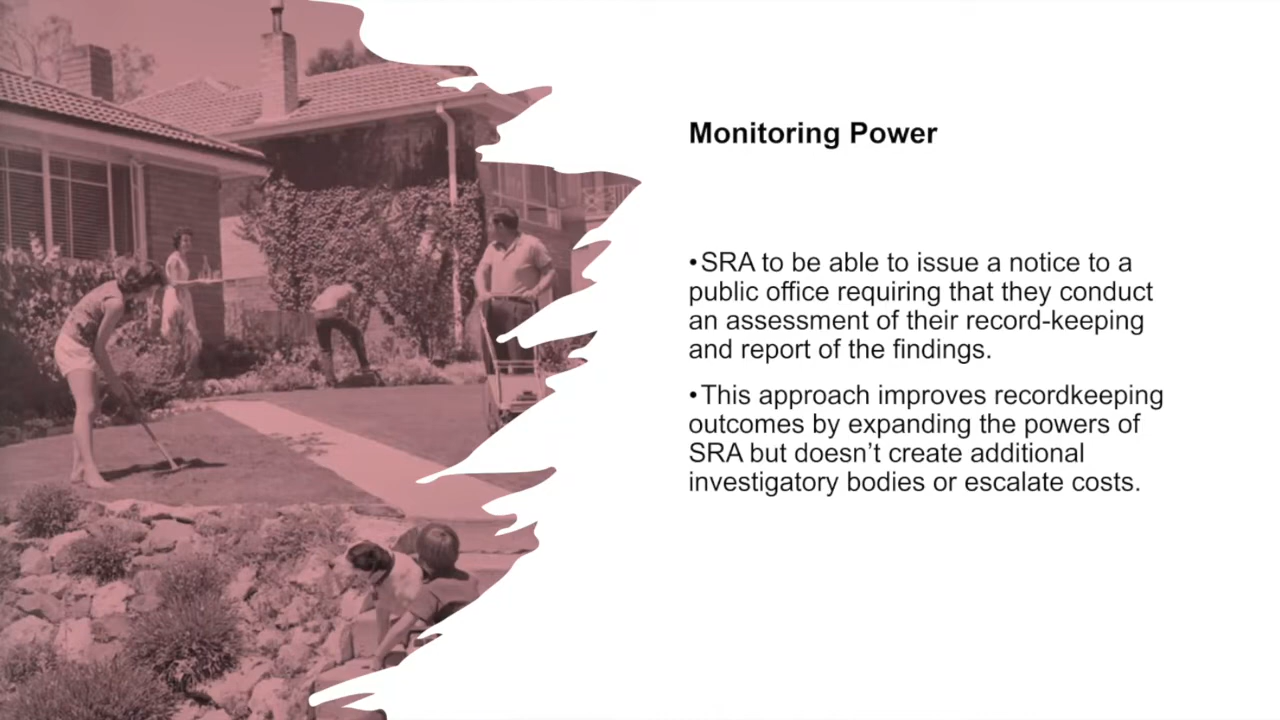 Monitoring Power
•SRA to be able to issue a notice to a
public office requiring that they conduct
an assessment of their record-keeping
and report of the findings.
•This approach improves recordkeeping
outcomes by expanding the powers of
SRA but doesn’t create additional
investigatory bodies or escalate costs.